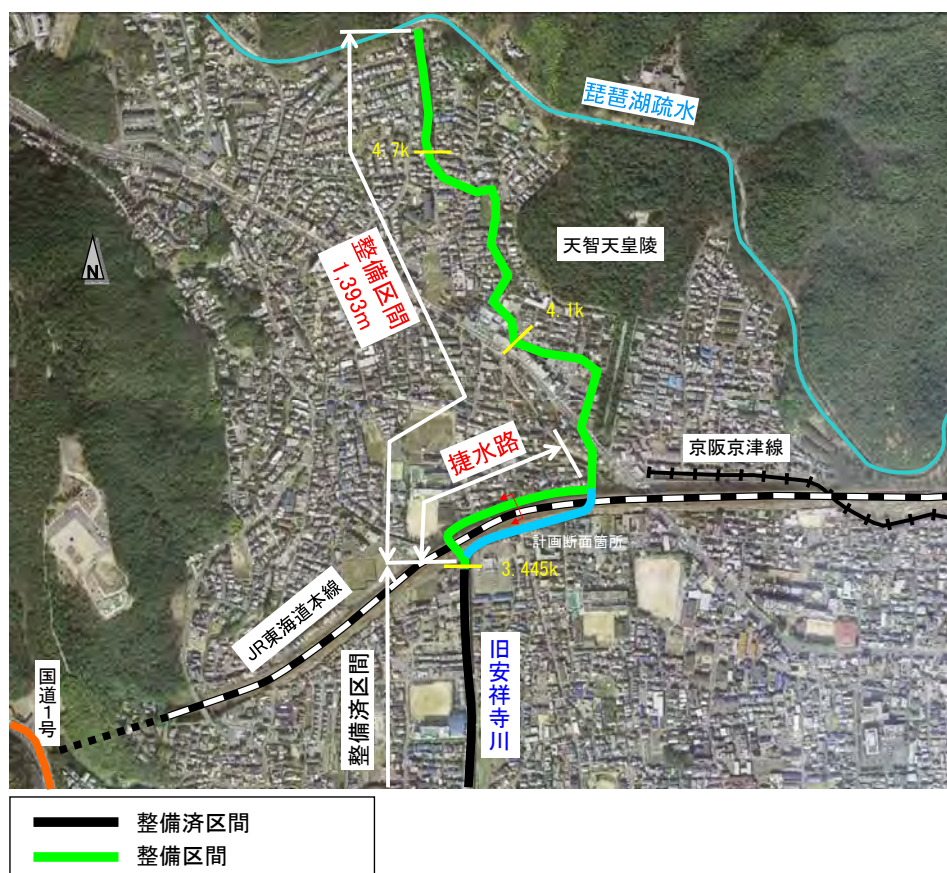 琵琶湖疏水
4.7k
天智天皇陵
N
整備区間
1,393m
4.1k
捷水路
京阪京津線
計画断面箇所
3.445k
JR東海道本線
国道1号
整備済区間
旧安祥寺川
整備済区間
整備区間